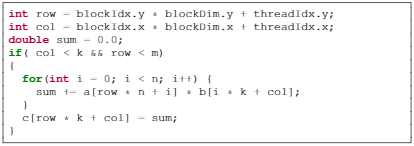 int row = blockIdx.y * blockDim.y + threadIdx.y;
int col = blockIdx.x * blockDim.x + threadIdx.x;
double sum = 0.0;
if( col < k && row < m)
{
  for(int i = 0; i < n; i++) {
    sum += a[row * n + i] * b[i * k + col];
  }
  c[row * k + col] = sum;
}